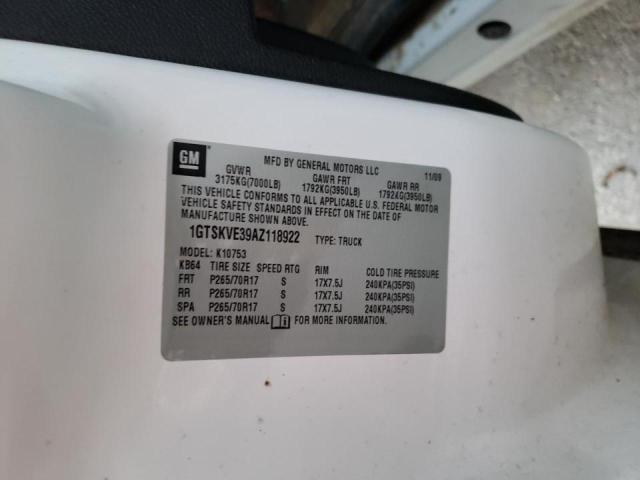 GM
MFD BY GENERAL MOTORS LLC 11/09
GVWR GAWR FRT GAWR RR
3175KG(7000LB) 1792KG(3950LB) 1792KG(3950LB)
THIS VEHICLE CONFORMS TO ALL APPLICABLE U.S. FEDERAL MOTOR
VEHICLE SAFETY STANDARDS IN EFFECT ON THE DATE OF
MANUFACTURE SHOWN ABOVE.
1GTSKVE39AZ118922 TYPE: TRUCK
MODEL: K10753
KB64 TIRE SIZE SPEED RTG RIM COLD TIRE PRESSURE
FRT P265/70R17 S 17X7.5J 240KPA(35PSI)
RR P265/70R17 S 17X7.5J 240KPA(35PSI)
SPA P265/70R17 S 17X7.5J 240KPA(35PSI)
SEE OWNER'S MANUAL FOR MORE INFORMATION.